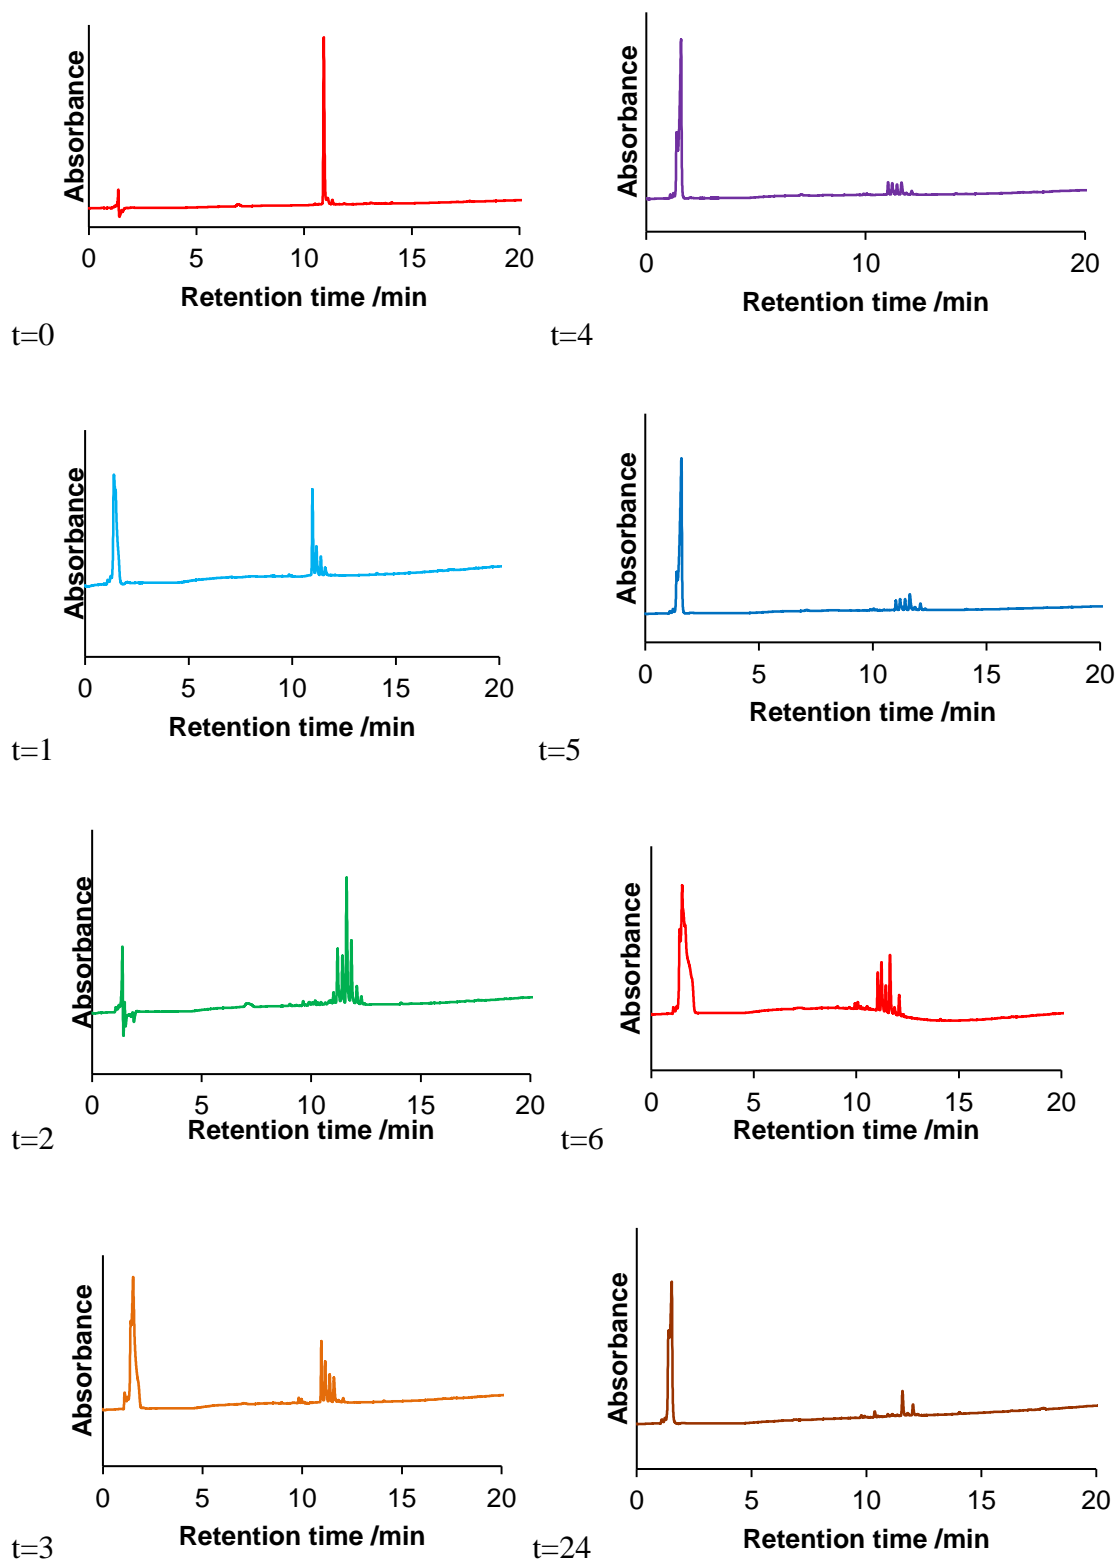 Absorbance
0 5 10 15 20
Retention time /min
t=0
Absorbance
0 10 20
Retention time /min
t=4
Absorbance
0 5 10 15 20
Retention time /min
t=1
Absorbance
0 5 10 15 20
Retention time /min
t=5
Absorbance
0 5 10 15 20
Retention time /min
t=2
Absorbance
0 5 10 15 20
Retention time /min
t=6
Absorbance
0 5 10 15 20
Retention time /min
t=3
Absorbance
0 5 10 15 20
Retention time /min
t=24